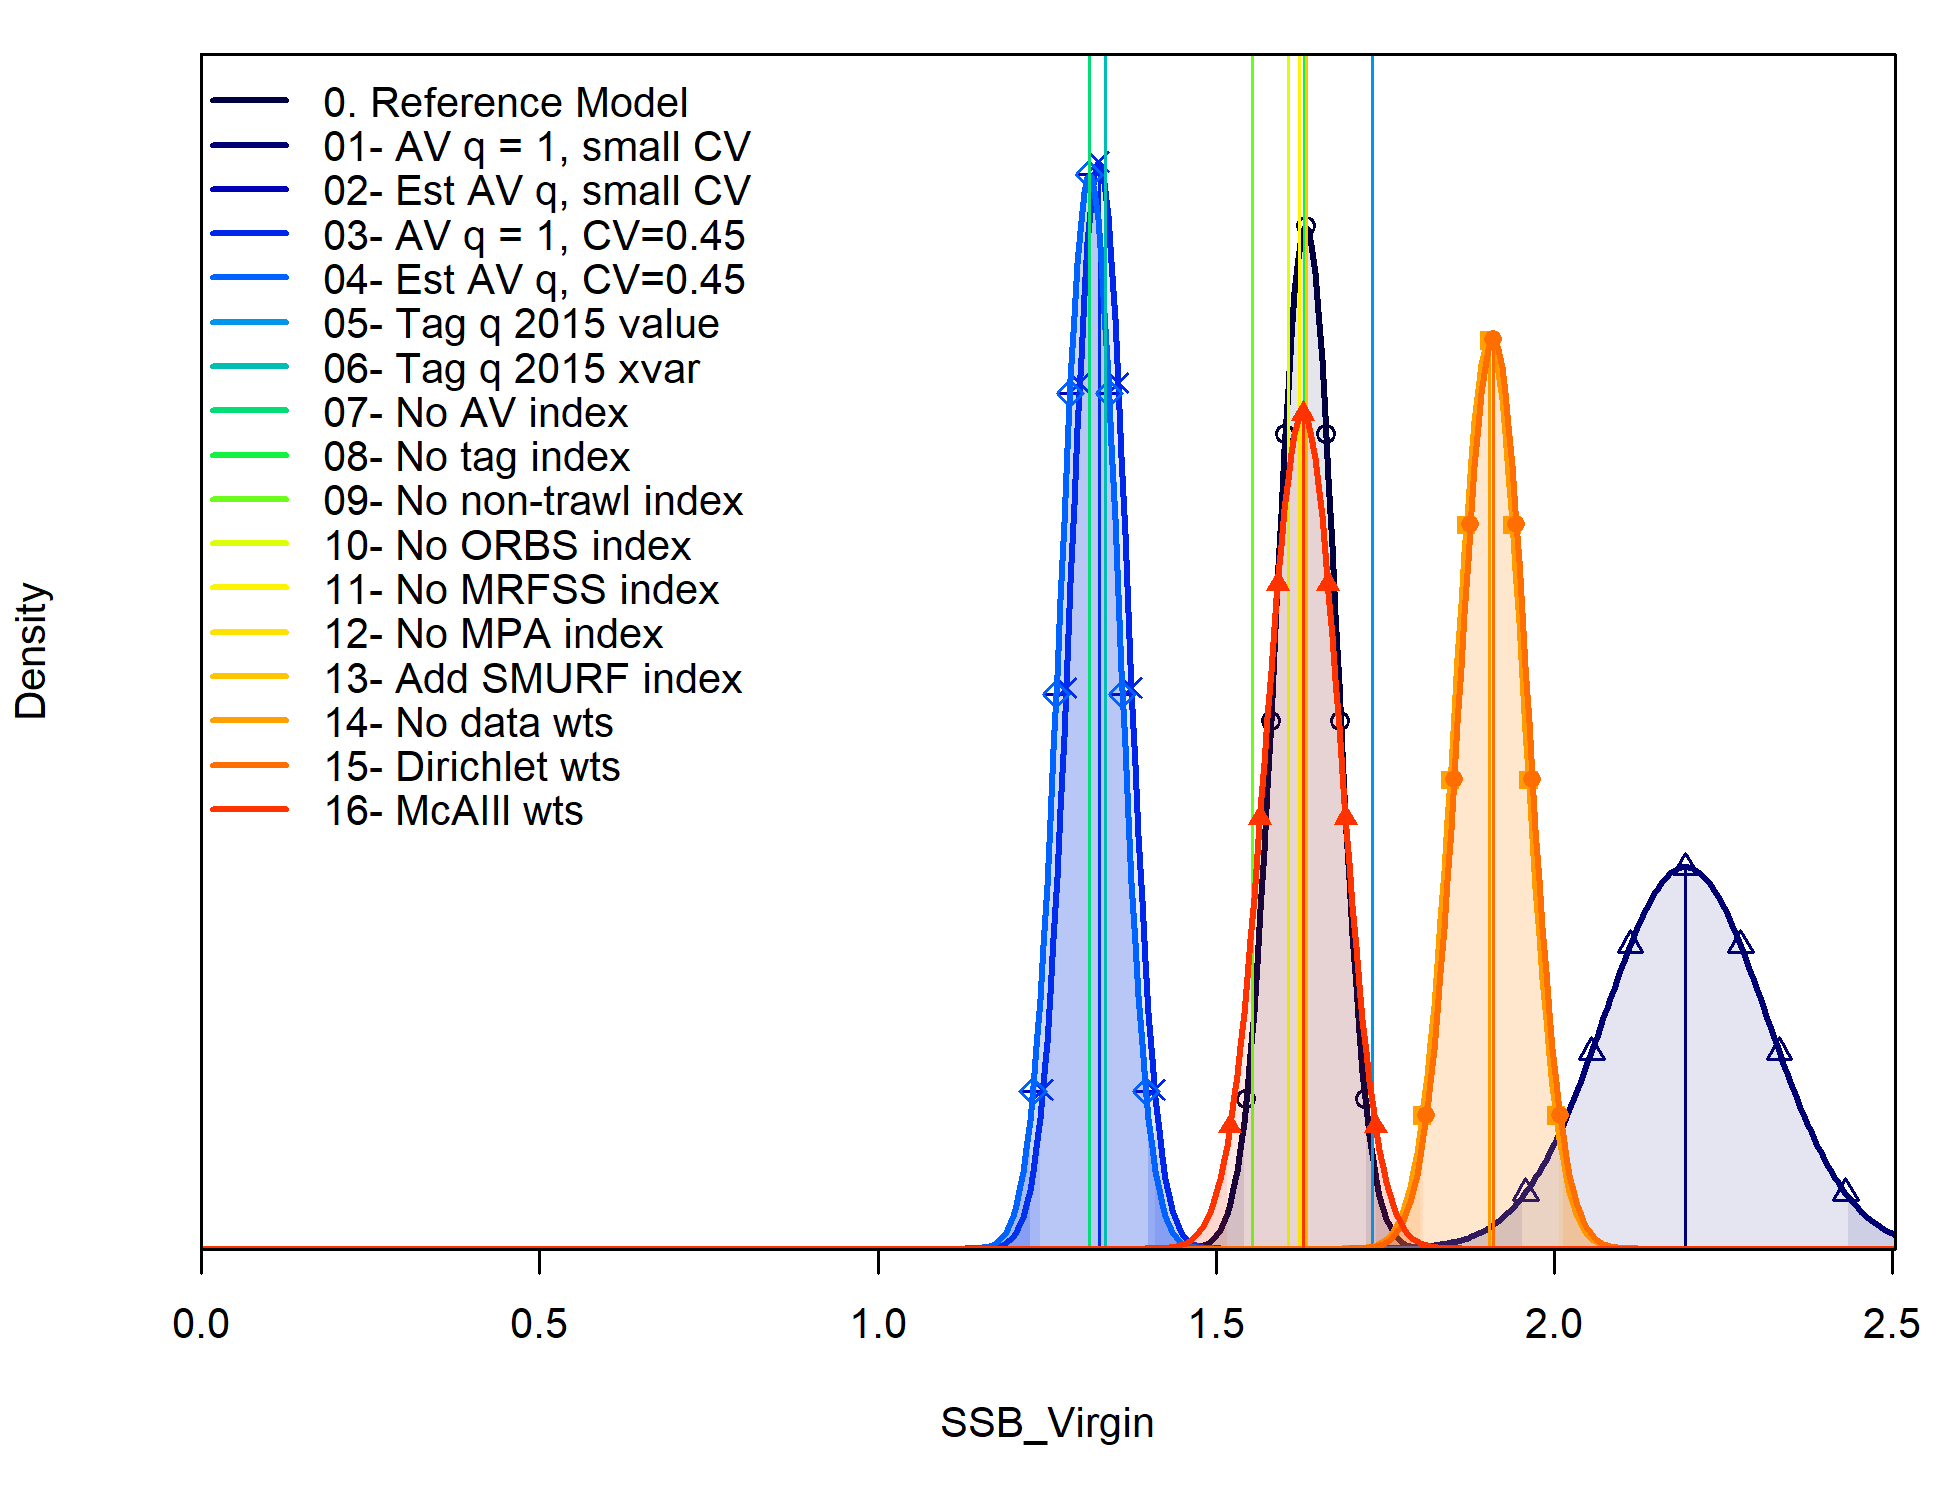 0. Reference Model
01- AV q = 1, small CV
02- Est AV q, small CV
03- AV q = 1, CV=0.45
04- Est AV q, CV=0.45
05- Tag q 2015 value
06- Tag q 2015 xvar
07- No AV index
08- No tag index
09- No non-trawl index
10- No ORBS index
11- No MRFSS index
12- No MPA index
13- Add SMURF index
14- No data wts
15- Dirichlet wts
16- McAlll wts
Density
0.0 0.5 1.0 1.5 2.0 2.5
SSB_Virgin